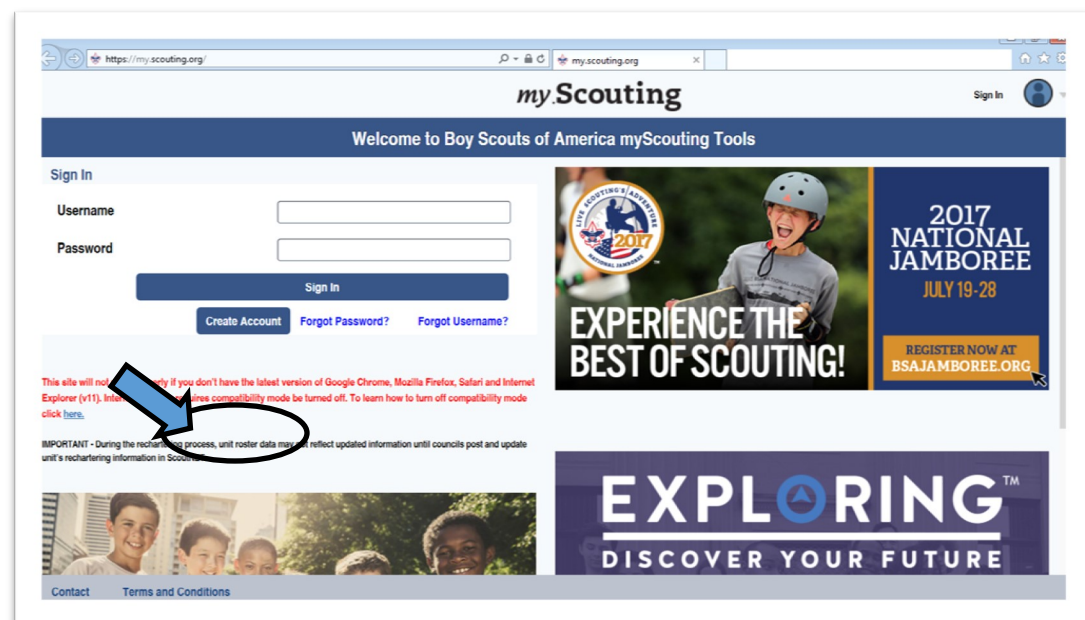 https://my.scouting.org/
my.scouting.org
my.Scouting
Sign In
Welcome to Boy Scouts of America myScouting Tools
Sign In
Username
Password
Sign In
Create Account Forgot Password? Forgot Username?
This site will not erly if you don't have the latest version of Google Chrome, Mozilla Firefox, Safari and Internet
Explorer (v11). Inter quires compatibility mode be turned off. To learn how to turn off compatibility mode
click here.
IMPORTANT - During the rechartering process, unit roster data may not reflect updated information until councils post and update
unit's rechartering information in Scou
LIVE SCOUTING'S ADVENTURE
2017
NATIONAL JAMBOREE
EXPERIENCE THE
BEST OF SCOUTING!
2017
NATIONAL
JAMBOREE
JULY 19-28
REGISTER NOW AT
BSAJAMBOREE.ORG
EXPLORING™
DISCOVER YOUR FUTURE
Contact Terms and Conditions